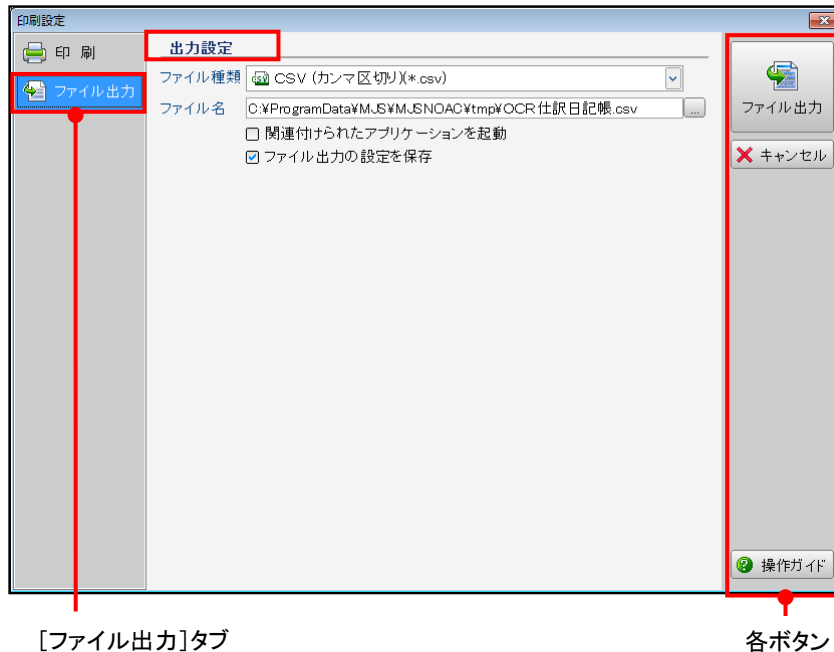 印刷設定
印 刷
ファイル出力
出力設定
ファイル種類 CSV (カンマ区切り)(*.csv)
ファイル名 C:¥ProgramData¥MJS¥MJSNOAC¥tmp¥OCR仕訳日記帳.csv ...
関連付けられたアプリケーションを起動
ファイル出力の設定を保存
ファイル出力
キャンセル
操作ガイド
[ファイル出力]タブ
各ボタン